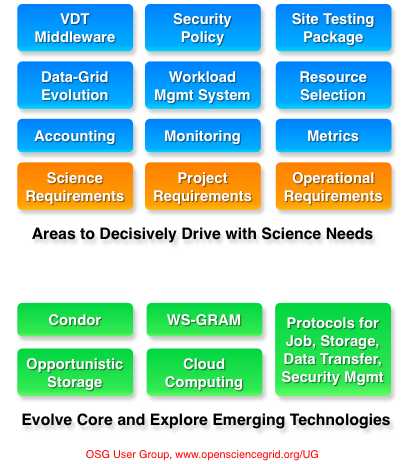 VDT
Middleware
Security
Policy
Site Testing
Package
Data-Grid
Evolution
Workload
Mgmt System
Resource
Selection
Accounting
Monitoring
Metrics
Science
Requirements
Project
Requirements
Operational
Requirements
Areas to Decisively Drive with Science Needs
Condor
WS-GRAM
Protocols for
Job, Storage,
Data Transfer,
Security Mgmt
Opportunistic
Storage
Cloud
Computing
Evolve Core and Explore Emerging Technologies
OSG User Group, www.opensciencegrid.org/UG